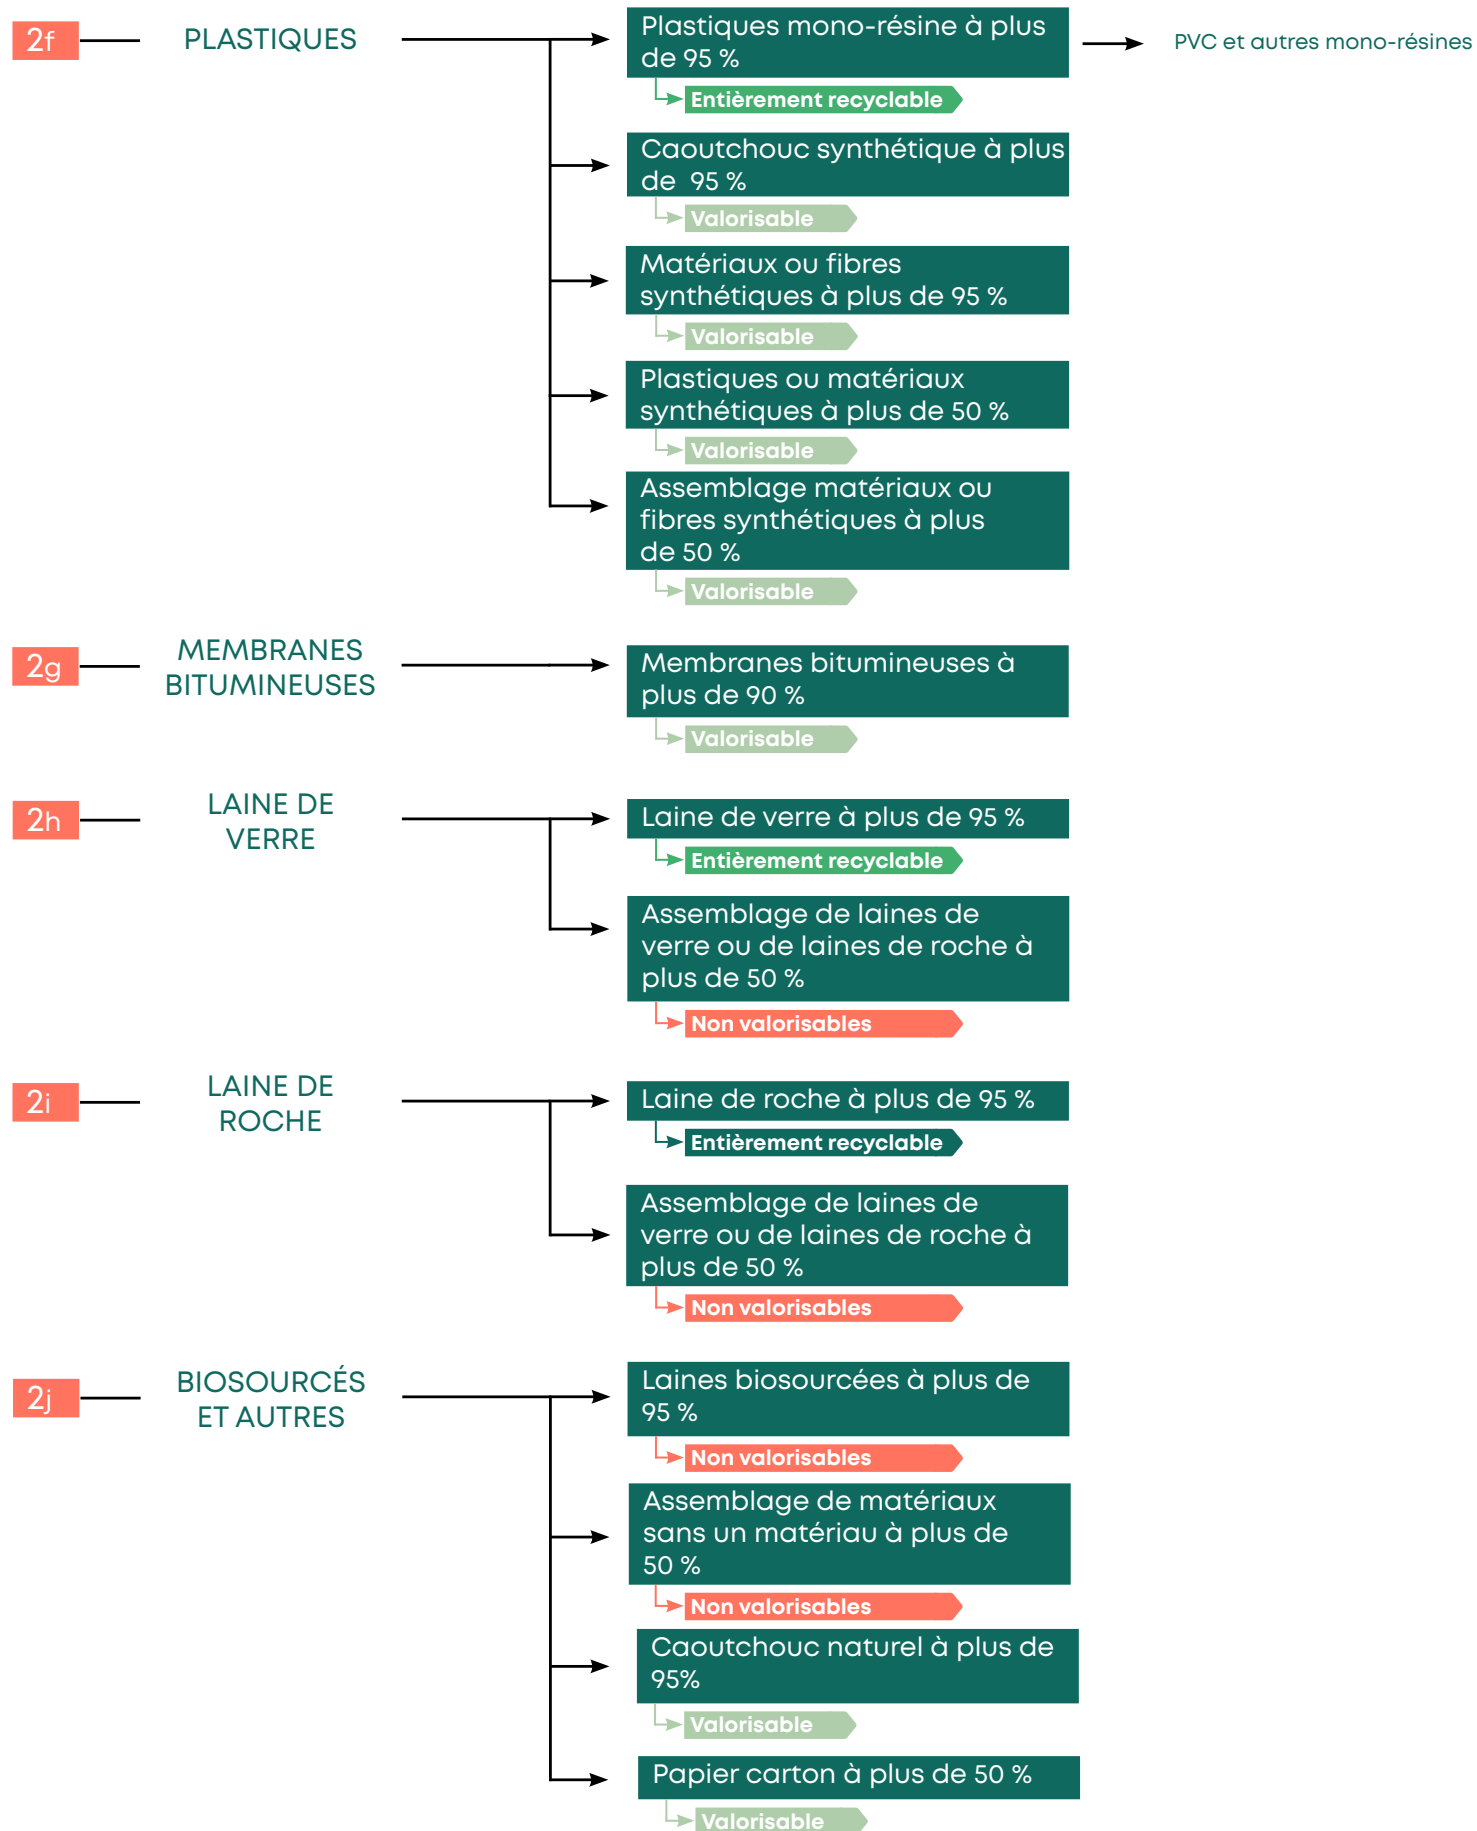 2f
PLASTIQUES
Plastiques mono-résine à plus
de 95 %
PVC et autres mono-résines
Entièrement recyclable
Caoutchouc synthétique à plus
de 95 %
Valorisable
Matériaux ou fibres
synthétiques à plus de 95 %
Valorisable
Plastiques ou matériaux
synthétiques à plus de 50 %
Valorisable
Assemblage matériaux ou
fibres synthétiques à plus
de 50 %
Valorisable
2g
MEMBRANES
BITUMINEUSES
Membranes bitumineuses à
plus de 90 %
Valorisable
2h
LAINE DE
VERRE
Laine de verre à plus de 95 %
Entièrement recyclable
Assemblage de laines de
verre ou de laines de roche à
plus de 50 %
Non valorisables
2i
LAINE DE
ROCHE
Laine de roche à plus de 95 %
Entièrement recyclable
Assemblage de laines de
verre ou de laines de roche à
plus de 50 %
Non valorisables
2j
BIOSOURCÉS
ET AUTRES
Laines biosourcées à plus de
95 %
Non valorisables
Assemblage de matériaux
sans un matériau à plus de
50 %
Non valorisables
Caoutchouc naturel à plus de
95%
Valorisable
Papier carton à plus de 50 %
Valorisable